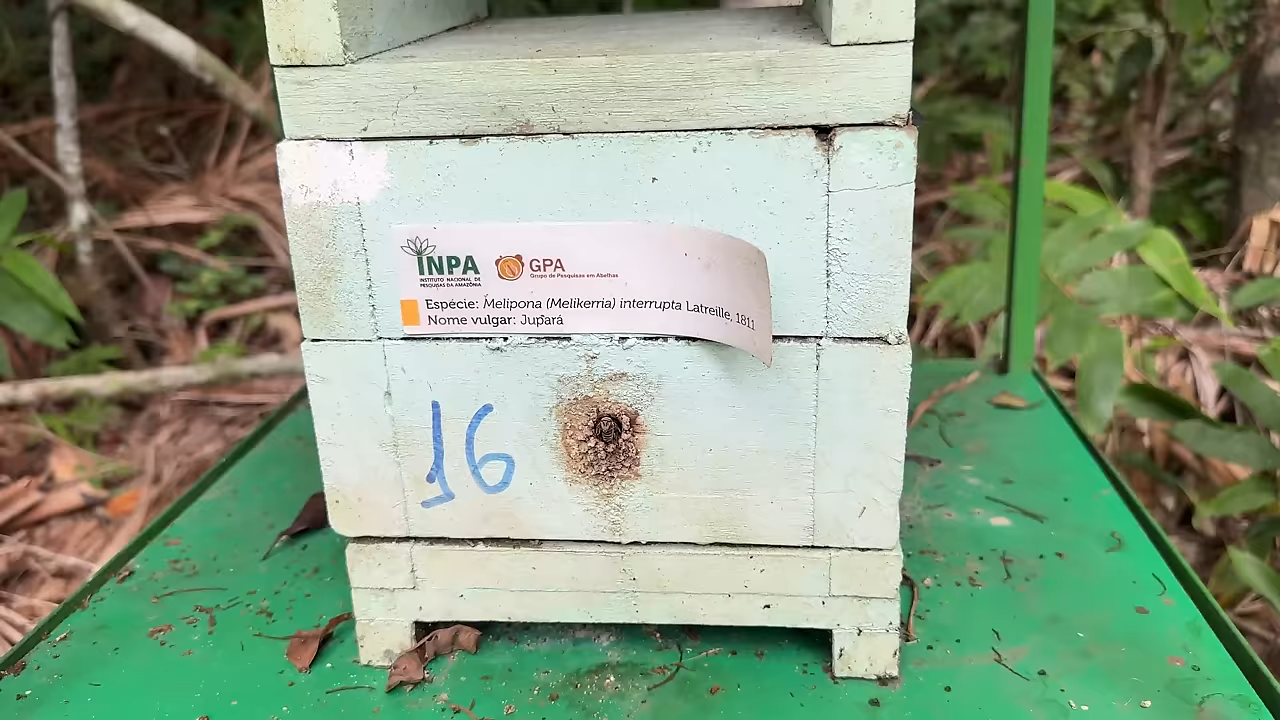 INPA
INSTITUTO NACIONAL DE
PESQUISAS DA AMAZÔNIA
GPA
Grupo de Pesquisas em Abelhas
Espécie: Melipona (Melikerria) interrupta Latreille, 1811
Nome vulgar: Jupará
16